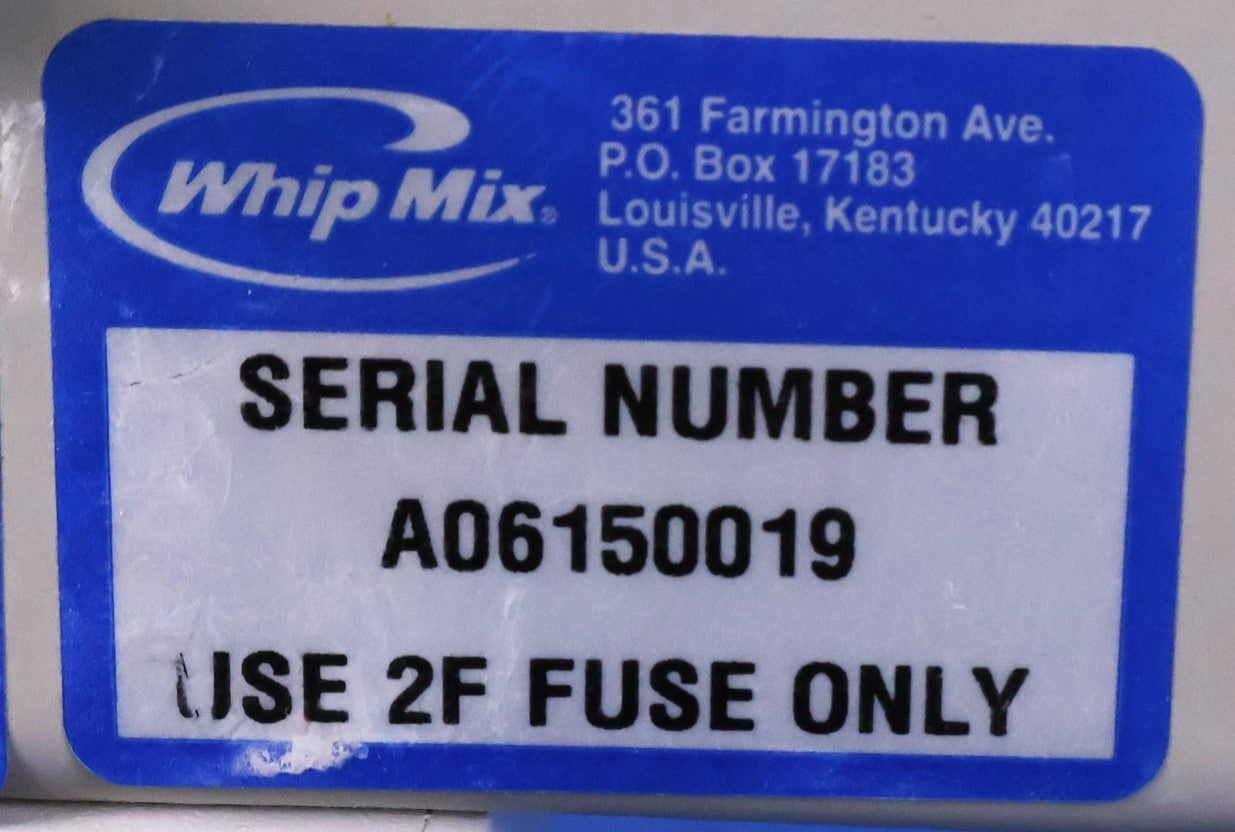 Whip Mix®
361 Farmington Ave.
P.O. Box 17183
Louisville, Kentucky 40217
U.S.A.
SERIAL NUMBER
A06150019
USE 2F FUSE ONLY